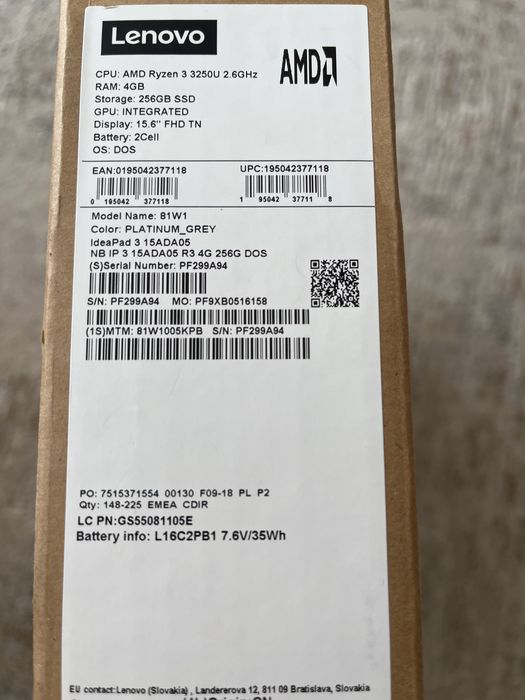 Lenovo
AMD
CPU: AMD Ryzen 3 3250U 2.6GHz
RAM: 4GB
Storage: 256GB SSD
GPU: INTEGRATED
Display: 15.6" FHD TN
Battery: 2Cell
OS: DOS
EAN:0195042377118 UPC:195042377118
0 195042 377118 1 95042 37711 8
Model Name: 81W1
Color: PLATINUM_GREY
IdeaPad 3 15ADA05
NB IP 3 15ADA05 R3 4G 256G DOS
(S)Serial Number: PF299A94
S/N: PF299A94 MO: PF9XB0516158
(1S)MTM: 81W1005KPB S/N: PF299A94
PO: 7515371554 00130 F09-18 PL P2
Qty: 148-225 EMEA CDIR
LC PN:GS55081105E
Battery info: L16C2PB1 7.6V/35Wh
EU contact:Lenovo (Slovakia) , Landererova 12, 811 09 Bratislava, Slovakia